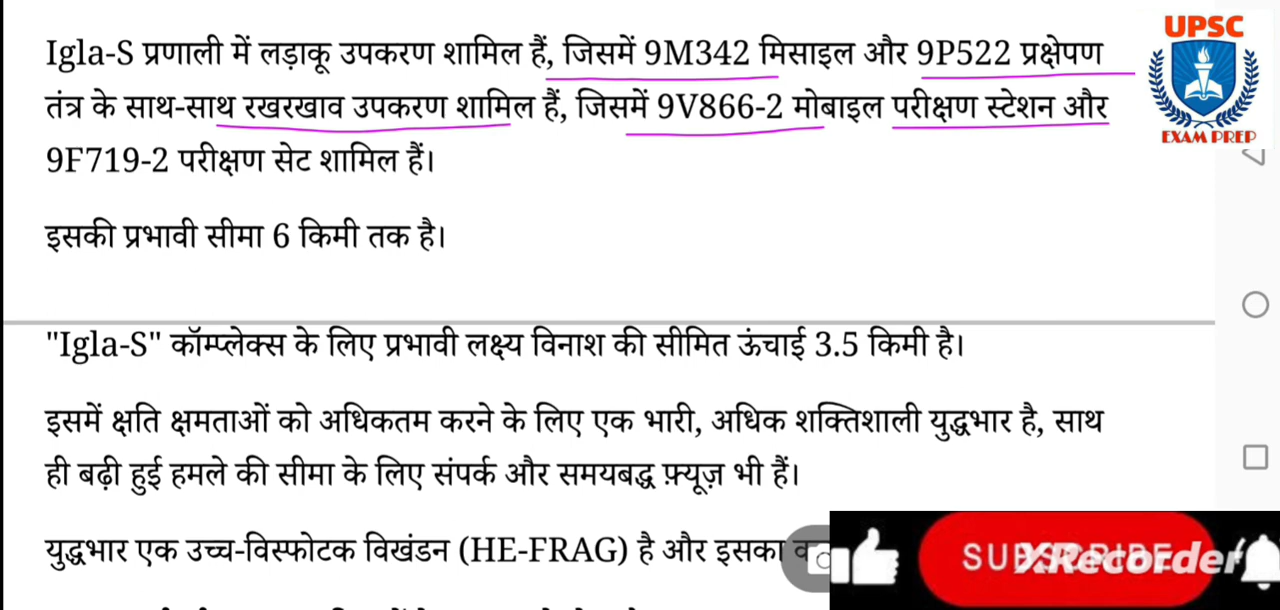 Igla-S प्रणाली में लड़ाकू उपकरण शामिल हैं, जिसमें 9M342 मिसाइल और 9P522 प्रक्षेपण
तंत्र के साथ-साथ रखरखाव उपकरण शामिल हैं, जिसमें 9V866-2 मोबाइल परीक्षण स्टेशन और
9F719-2 परीक्षण सेट शामिल हैं।
इसकी प्रभावी सीमा 6 किमी तक है।
"Igla-S" कॉम्प्लेक्स के लिए प्रभावी लक्ष्य विनाश की सीमित ऊंचाई 3.5 किमी है।
इसमें क्षति क्षमताओं को अधिकतम करने के लिए एक भारी, अधिक शक्तिशाली युद्धभार है, साथ
ही बढ़ी हुई हमले की सीमा के लिए संपर्क और समयबद्ध फ़्यूज़ भी हैं।
युद्धभार एक उच्च-विस्फोटक विखंडन (HE-FRAG) है और इसका
UPSC
EXAM PREP
SUBSCRIBE
XRecorder